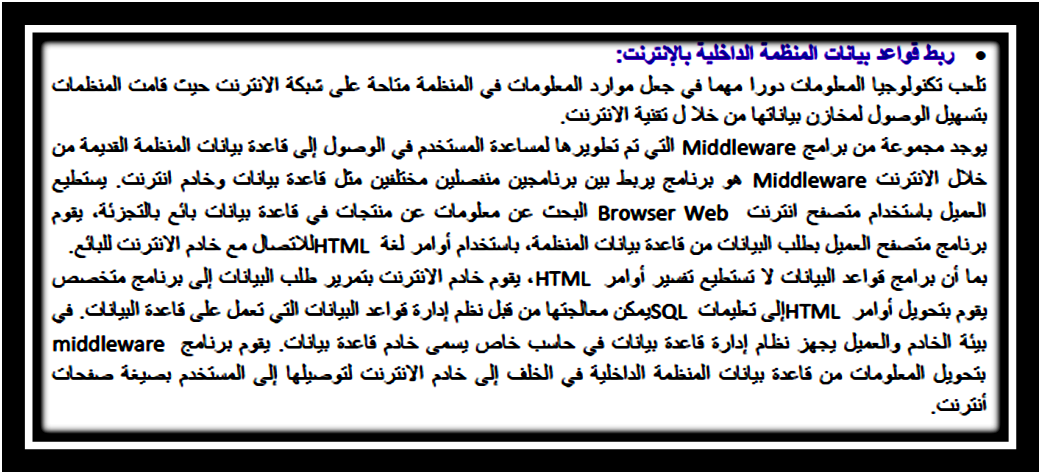 • ربط قواعد بيانات المنظمة الداخلية بالإنترنت:
تلعب تكنولوجيا المعلومات دورا مهما في جعل موارد المعلومات في المنظمة متاحة على شبكة الانترنت حيث قامت المنظمات
بتسهيل الوصول لمخازن بياناتها من خلا ل تقنية الانترنت.
يوجد مجموعة من برامج Middleware التي تم تطويرها لمساعدة المستخدم في الوصول إلى قاعدة بيانات المنظمة القديمة من
خلال الانترنت Middleware هو برنامج يربط بين برنامجين منفصلين مختلفين مثل قاعدة بيانات وخادم انترنت. يستطيع
العميل باستخدام متصفح انترنت Browser Web البحث عن معلومات عن منتجات في قاعدة بيانات بائع بالتجزئة، يقوم
برنامج متصفح العميل بطلب البيانات من قاعدة بيانات المنظمة، باستخدام أوامر لغة HTMLللاتصال مع خادم الانترنت للبائع.
بما أن برامج قواعد البيانات لا تستطيع تفسير أوامر HTML، يقوم خادم الانترنت بتمرير طلب البيانات إلى برنامج متخصص
يقوم بتحويل أوامر HTMLإلى تعليمات SQLيمكن معالجتها من قبل نظم إدارة قواعد البيانات التي تعمل على قاعدة البيانات. في
بيئة الخادم والعميل يجهز نظام إدارة قاعدة بيانات في حاسب خاص يسمى خادم قاعدة بيانات. يقوم برنامج middleware
بتحويل المعلومات من قاعدة بيانات المنظمة الداخلية في الخلف إلى خادم الانترنت لتوصيلها إلى المستخدم بصيغة صفحات
أنترنت.